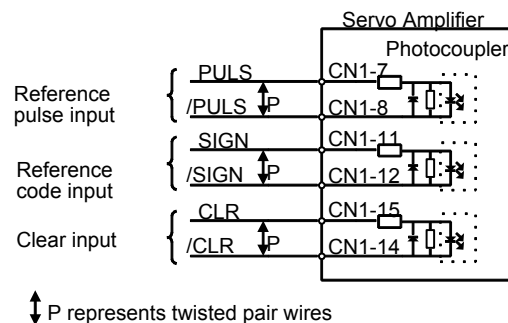 Servo Amplifier
Photocoupler
Reference
pulse input
PULS
CN1-7
P
/PULS
CN1-8
Reference
code input
SIGN
CN1-11
P
/SIGN
CN1-12
Clear input
CLR
CN1-15
P
/CLR
CN1-14
P represents twisted pair wires